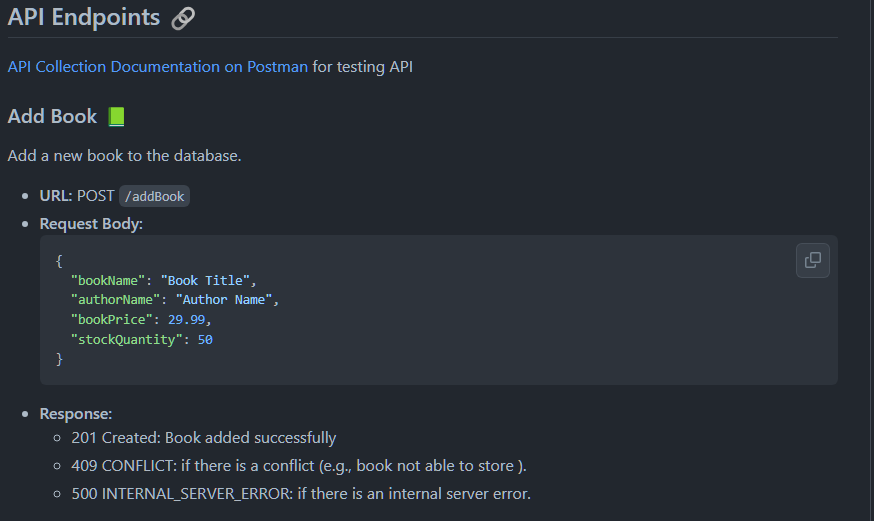 API Endpoints 🔗
API Collection Documentation on Postman for testing API
Add Book 📗
Add a new book to the database.
• URL: POST /addBook
• Request Body:
{
  "bookName": "Book Title",
  "authorName": "Author Name",
  "bookPrice": 29.99,
  "stockQuantity": 50
}
• Response:
◦ 201 Created: Book added successfully
◦ 409 CONFLICT: if there is a conflict (e.g., book not able to store ).
◦ 500 INTERNAL_SERVER_ERROR: if there is an internal server error.